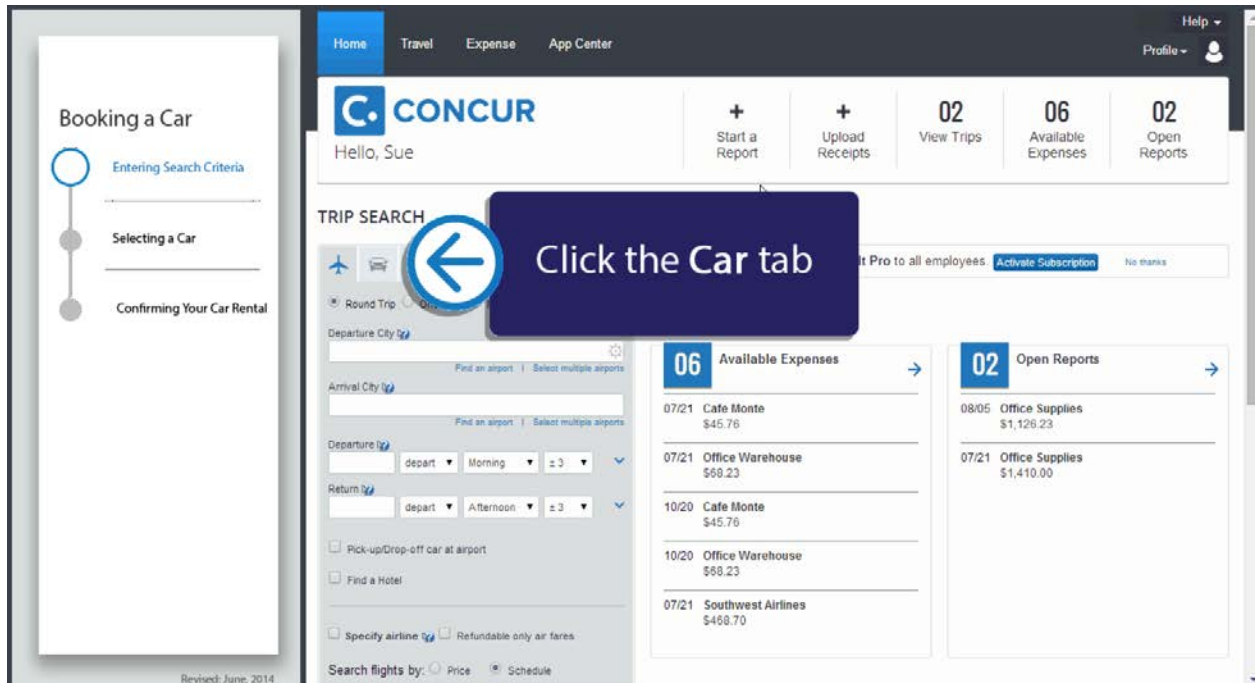 Booking a Car
Entering Search Criteria
Selecting a Car
Confirming Your Car Rental
Revised: June, 2014
Home Travel Expense App Center
Help
Profile
C. CONCUR
Hello, Sue
+ Start a Report
+ Upload Receipts
02 View Trips
06 Available Expenses
02 Open Reports
TRIP SEARCH
Click the Car tab
Pro to all employees. Activate Subscription No thanks
Round Trip
Departure City
Find an airport | Select multiple airports
Arrival City
Find an airport | Select multiple airports
Departure
depart Morning ± 3
Return
depart Afternoon ± 3
Pick-up/Drop-off car at airport
Find a Hotel
Specify airline Refundable only air fares
Search flights by: Price Schedule
06 Available Expenses
07/21 Cafe Monte
$45.76
07/21 Office Warehouse
$68.23
10/20 Cafe Monte
$45.76
10/20 Office Warehouse
$68.23
07/21 Southwest Airlines
$468.70
02 Open Reports
08/05 Office Supplies
$1,126.23
07/21 Office Supplies
$1,410.00